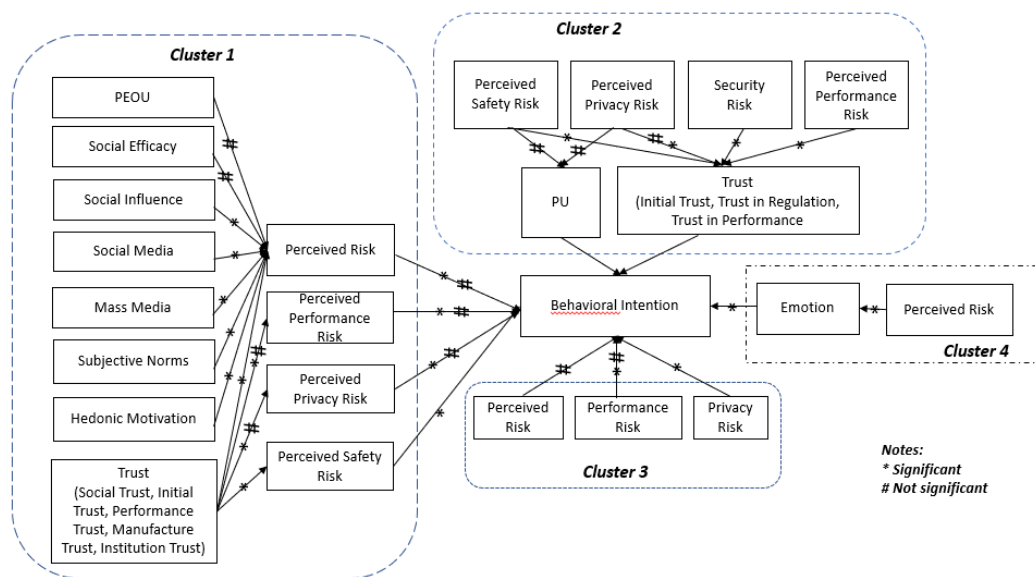 Cluster 1
PEOU
Social Efficacy
Social Influence
Social Media
Mass Media
Subjective Norms
Hedonic Motivation
Trust
(Social Trust, Initial
Trust, Performance
Trust, Manufacture
Trust, Institution Trust)
Perceived Risk
Perceived
Performance
Risk
Perceived
Privacy Risk
Perceived Safety
Risk
# # * * * * * * * # * # *
* #
* #
* #
*
Cluster 2
Perceived
Safety Risk
Perceived
Privacy Risk
Security
Risk
Perceived
Performance
Risk
# # * # * * *
PU
Trust
(Initial Trust, Trust in Regulation,
Trust in Performance
Behavioral Intention
*
Emotion
*
Perceived Risk
Cluster 4
# # * *
Perceived
Risk
Performance
Risk
Privacy
Risk
Cluster 3
Notes:
* Significant
# Not significant